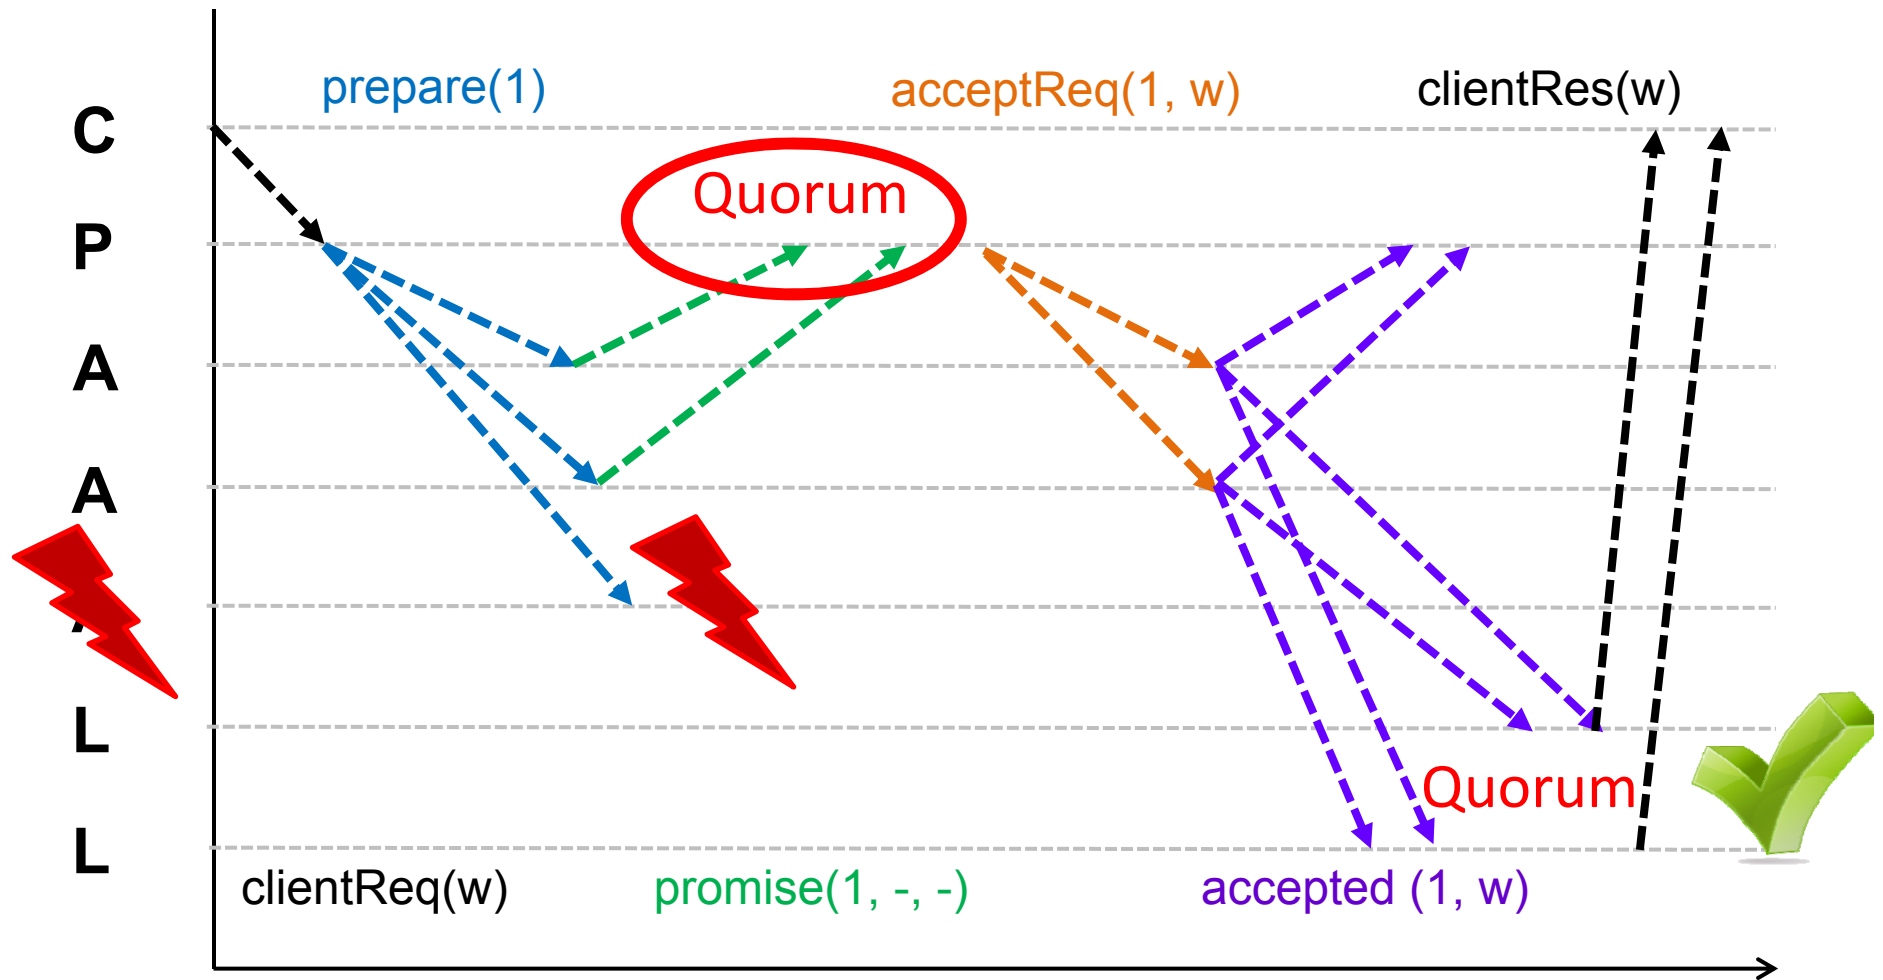 prepare(1)
acceptReq(1, w)
clientRes(w)
C
Quorum
P
A
A
L
Quorum
L
clientReq(w)
promise(1, -, -)
accepted (1, w)